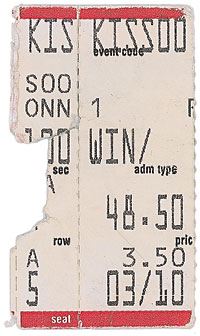 KIS KISSOO
event code
SOO
ONN 1
100 WIN/
sec adm type
A
48.50
row pric
A 3.50
5 03/10
seat